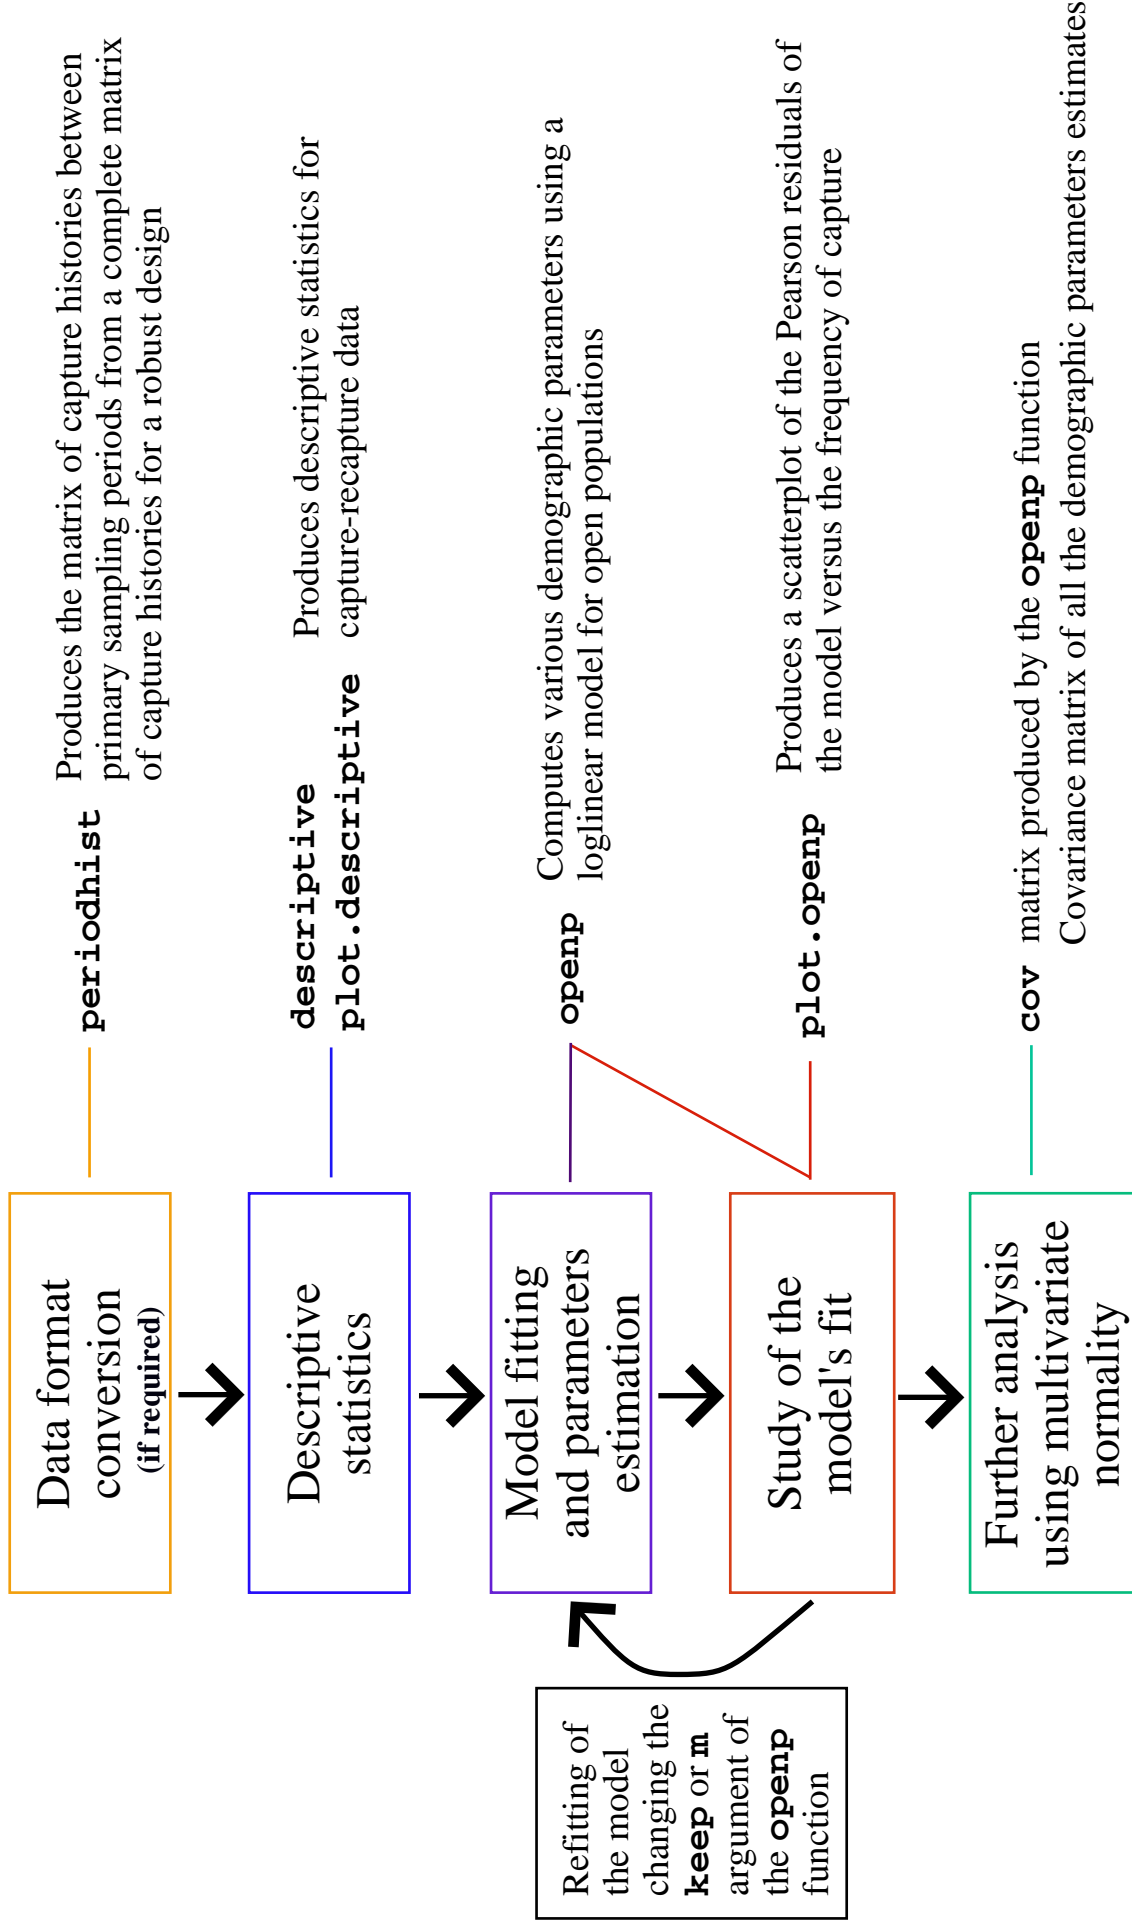 Data format
conversion
(if required)
periodhist
Produces the matrix of capture histories between
primary sampling periods from a complete matrix
of capture histories for a robust design
Descriptive
statistics
descriptive
plot.descriptive
Produces descriptive statistics for
capture-recapture data
Model fitting
and parameters
estimation
openp
Computes various demographic parameters using a
loglinear model for open populations
Refitting of
the model
changing the
keep or m
argument of
the openp
function
Study of the
model's fit
plot.openp
Produces a scatterplot of the Pearson residuals of
the model versus the frequency of capture
Further analysis
using multivariate
normality
cov matrix produced by the openp function
Covariance matrix of all the demographic parameters estimates